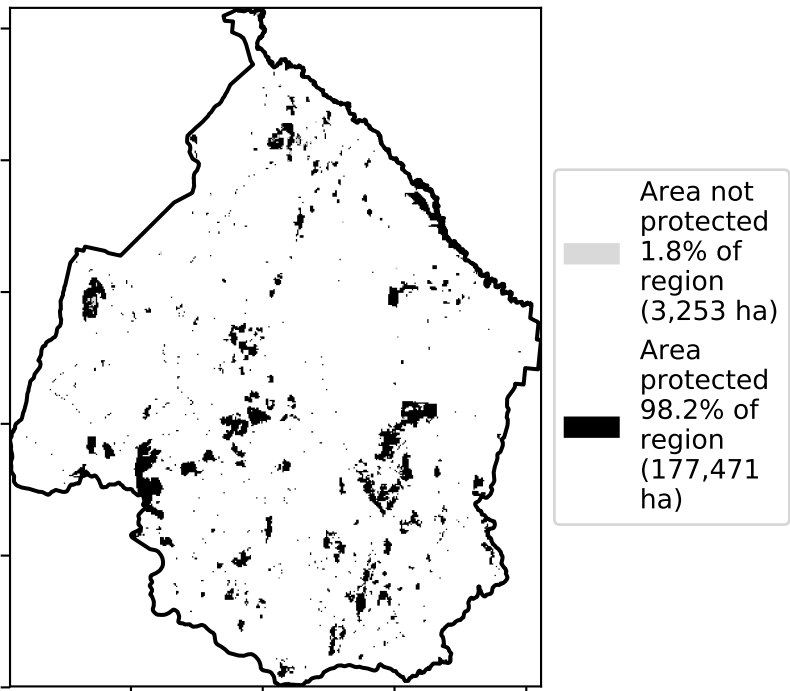 Area not
protected
1.8% of
region
(3,253 ha)
Area
protected
98.2% of
region
(177,471
ha)